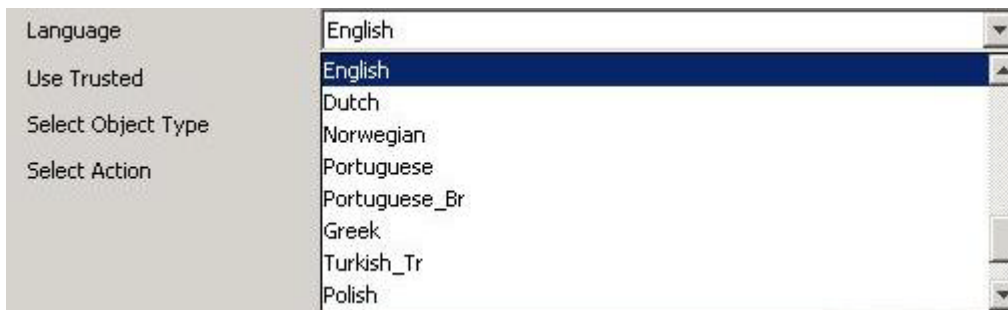 Language English
Use Trusted English
Dutch
Select Object Type Norwegian
Select Action Portuguese
Portuguese_Br
Greek
Turkish_Tr
Polish